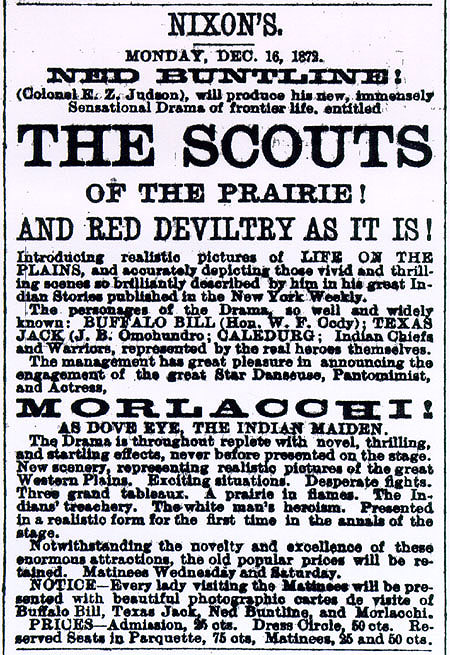 NIXON'S.
MONDAY, DEC. 16, 1872.
NED BUNTLINE!
(Colonel E. Z. Judson), will produce his new, immensely
Sensational Drama of frontier life, entitled
THE SCOUTS
OF THE PRAIRIE!
AND RED DEVILTRY AS IT IS!
Introducing realistic pictures of LIFE ON THE
PLAINS, and accurately depicting those vivid and thrill-
ing scenes so brilliantly described by him in his great In-
dian Stories published in the New York Weekly.
The personages of the Drama, so well and widely
known: BUFFALO BILL (Hon. W. F. Cody); TEXAS
JACK (J. B. Omohundro; CALEDURG; Indian Chiefs
and Warriors, represented by the real heroes themselves.
The management has great pleasure in announcing the
engagement of the great Star Danseuse, Pantomimist,
and Actress,
MORLACCHI!
AS DOVE EYE, THE INDIAN MAIDEN.
The Drama is throughout replete with novel, thrilling,
and startling effects, never before presented on the stage.
New scenery, representing realistic pictures of the great
Western Plains. Exciting situations. Desperate fights.
Three grand tableaux. A prairie in flames. The In-
dians' treachery. The white man's heroism. Presented
in a realistic form for the first time in the annals of the
stage.
Notwithstanding the novelty and excellence of these
enormous attractions, the old popular prices will be re-
tained. Matinees Wednesday and Saturday.
NOTICE—Every lady visiting the Matinees will be pre-
sented with beautiful photographic cartes de visite of
Buffalo Bill, Texas Jack, Ned Buntline, and Morlacchi.
PRICES—Admission, 25 cts. Dress Circle, 50 cts. Re-
served Seats in Parquette, 75 cts, Matinees, 25 and 50 cts.